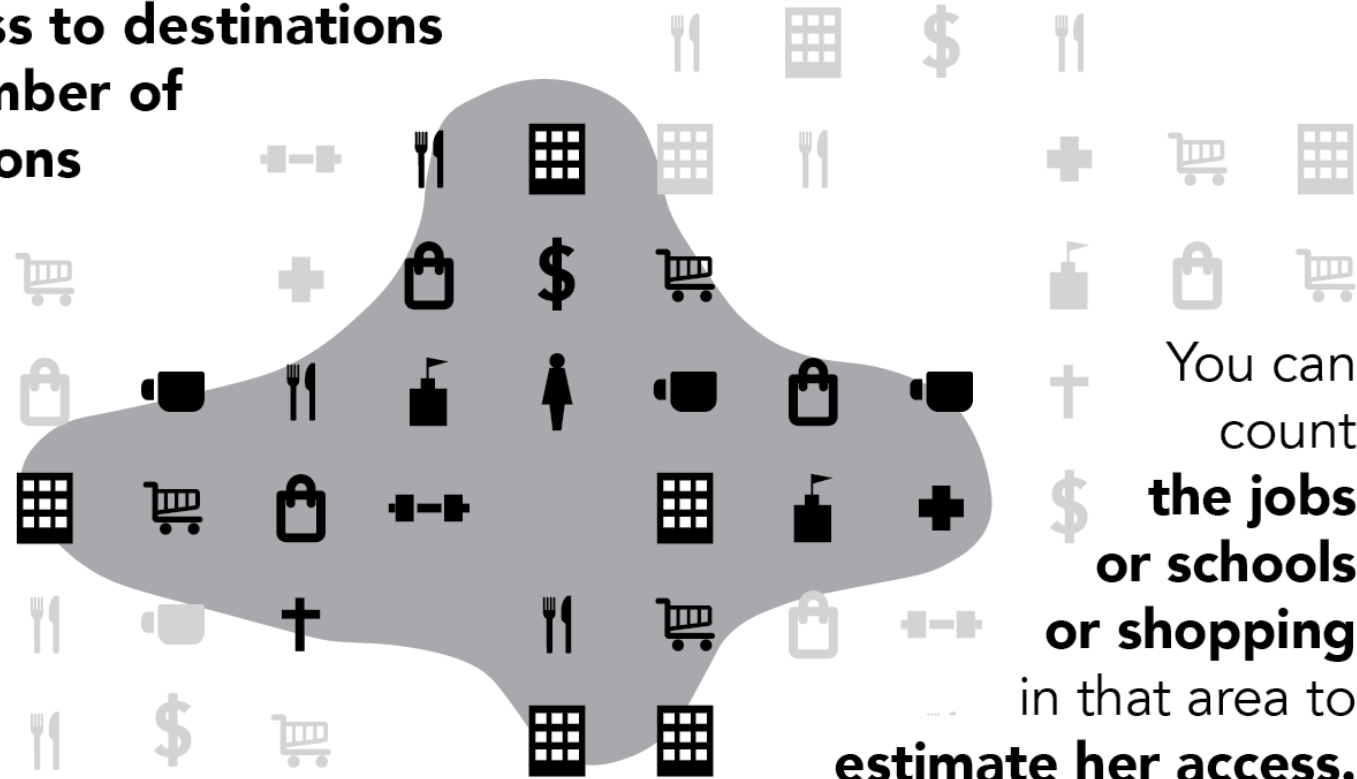 ss to destinations
mber of
ons
You can
count
the jobs
or schools
or shopping
in that area to
estimate her access.